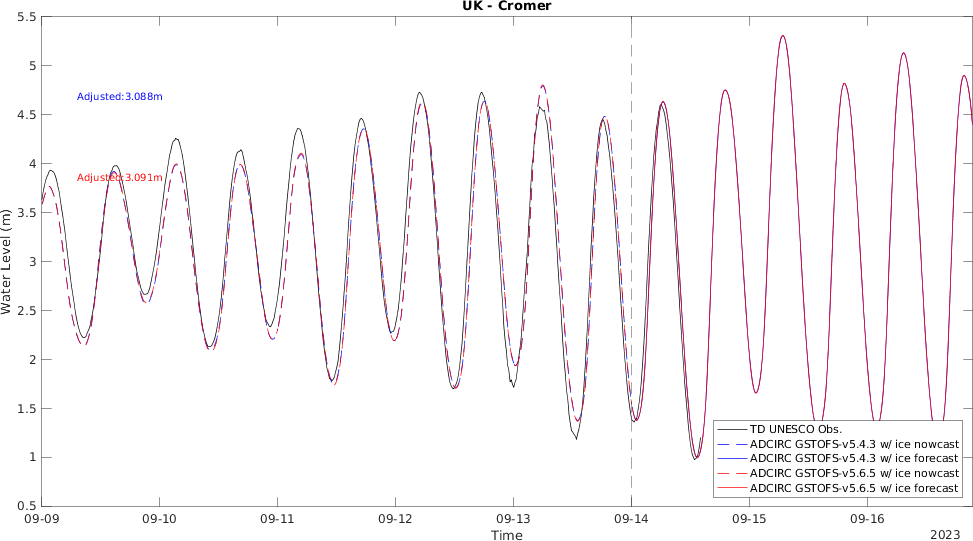 UK - Cromer
5.5
5
4.5
4
3.5
3
2.5
2
1.5
1
0.5
Water Level (m)
Adjusted:3.088m
Adjusted:3.091m
TD UNESCO Obs.
ADCIRC GSTOFS-v5.4.3 w/ ice nowcast
ADCIRC GSTOFS-v5.4.3 w/ ice forecast
ADCIRC GSTOFS-v5.6.5 w/ ice nowcast
ADCIRC GSTOFS-v5.6.5 w/ ice forecast
09-09 09-10 09-11 09-12 09-13 09-14 09-15 09-16
Time
2023